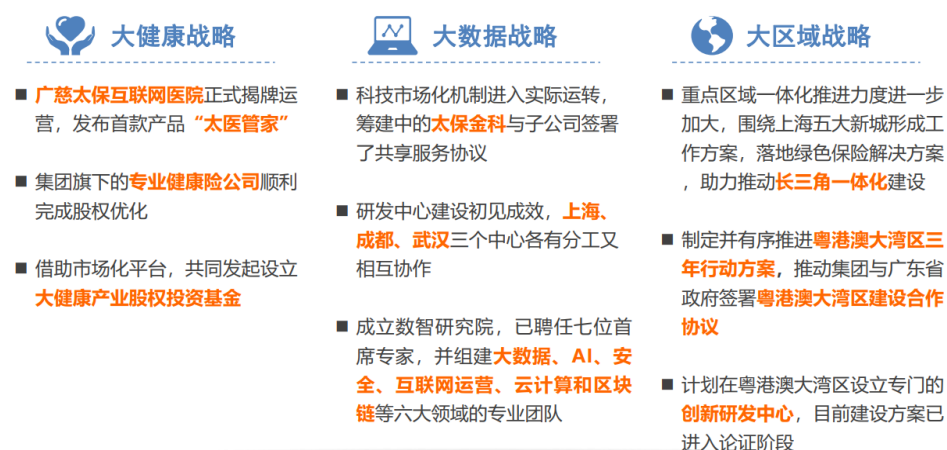 大健康战略
■ 广慈太保互联网医院正式揭牌运
营，发布首款产品“太医管家”
■ 集团旗下的专业健康险公司顺利
完成股权优化
■ 借助市场化平台，共同发起设立
大健康产业股权投资基金
大数据战略
■ 科技市场化机制进入实际运转，
筹建中的太保金科与子公司签署
了共享服务协议
■ 研发中心建设初见成效，上海、
成都、武汉三个中心各有分工又
相互协作
■ 成立数智研究院，已聘任七位首
席专家，并组建大数据、AI、安
全、互联网运营、云计算和区块
链等六大领域的专业团队
大区域战略
■ 重点区域一体化推进力度进一步
加大，围绕上海五大新城形成工
作方案，落地绿色保险解决方案
，助力推动长三角一体化建设
■ 制定并有序推进粤港澳大湾区三
年行动方案，推动集团与广东省
政府签署粤港澳大湾区建设合作
协议
■ 计划在粤港澳大湾区设立专门的
创新研发中心，目前建设方案已
进入论证阶段